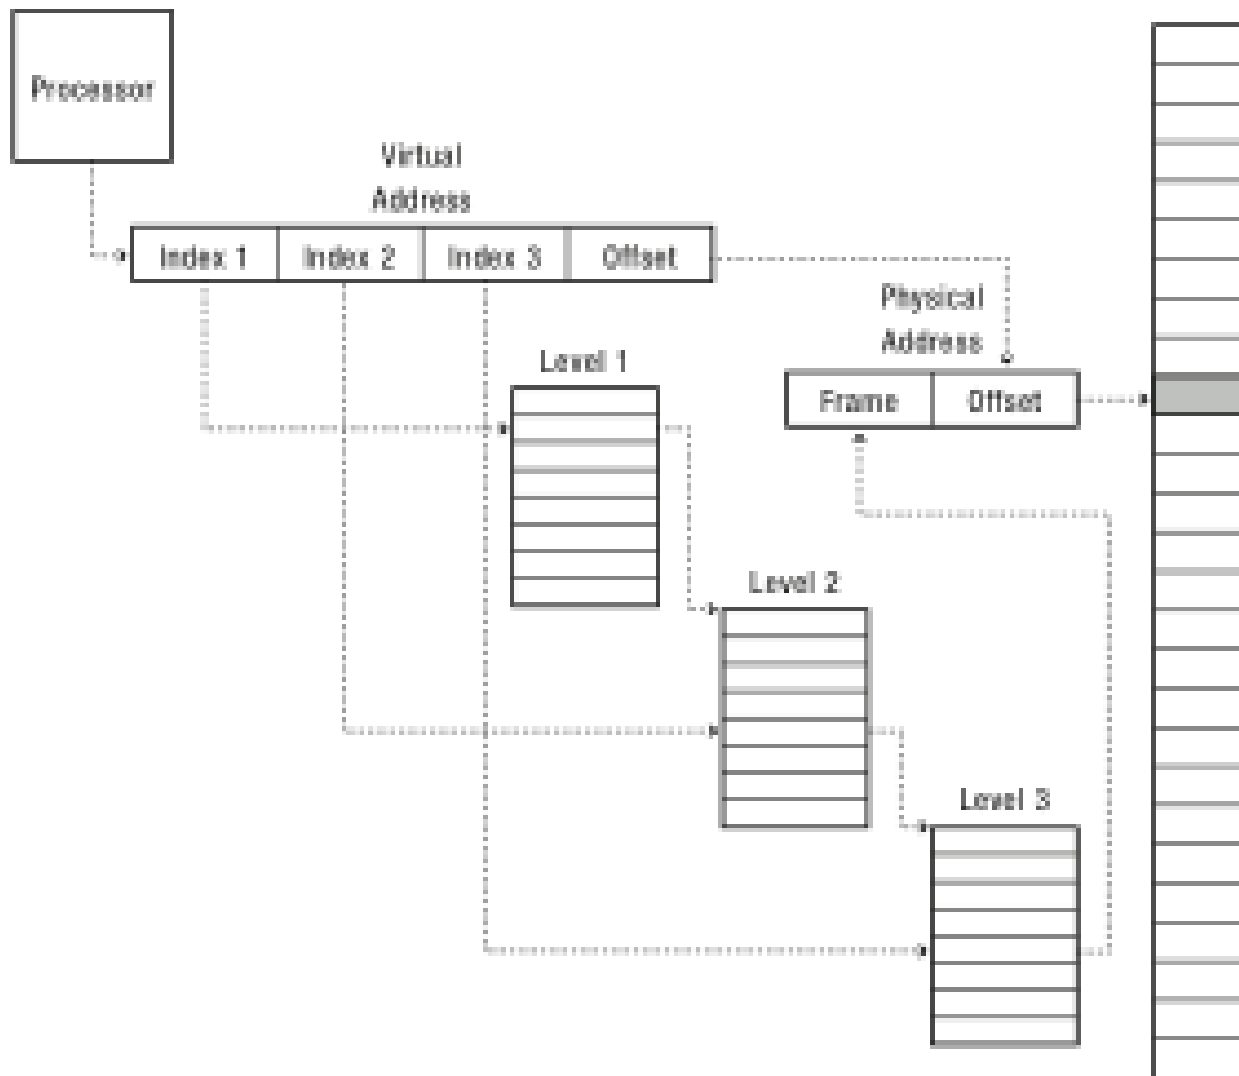 Processor
Virtual
Address
Index 1
Index 2
Index 3
Offset
Physical
Address
Level 1
Frame
Offset
Level 2
Level 3